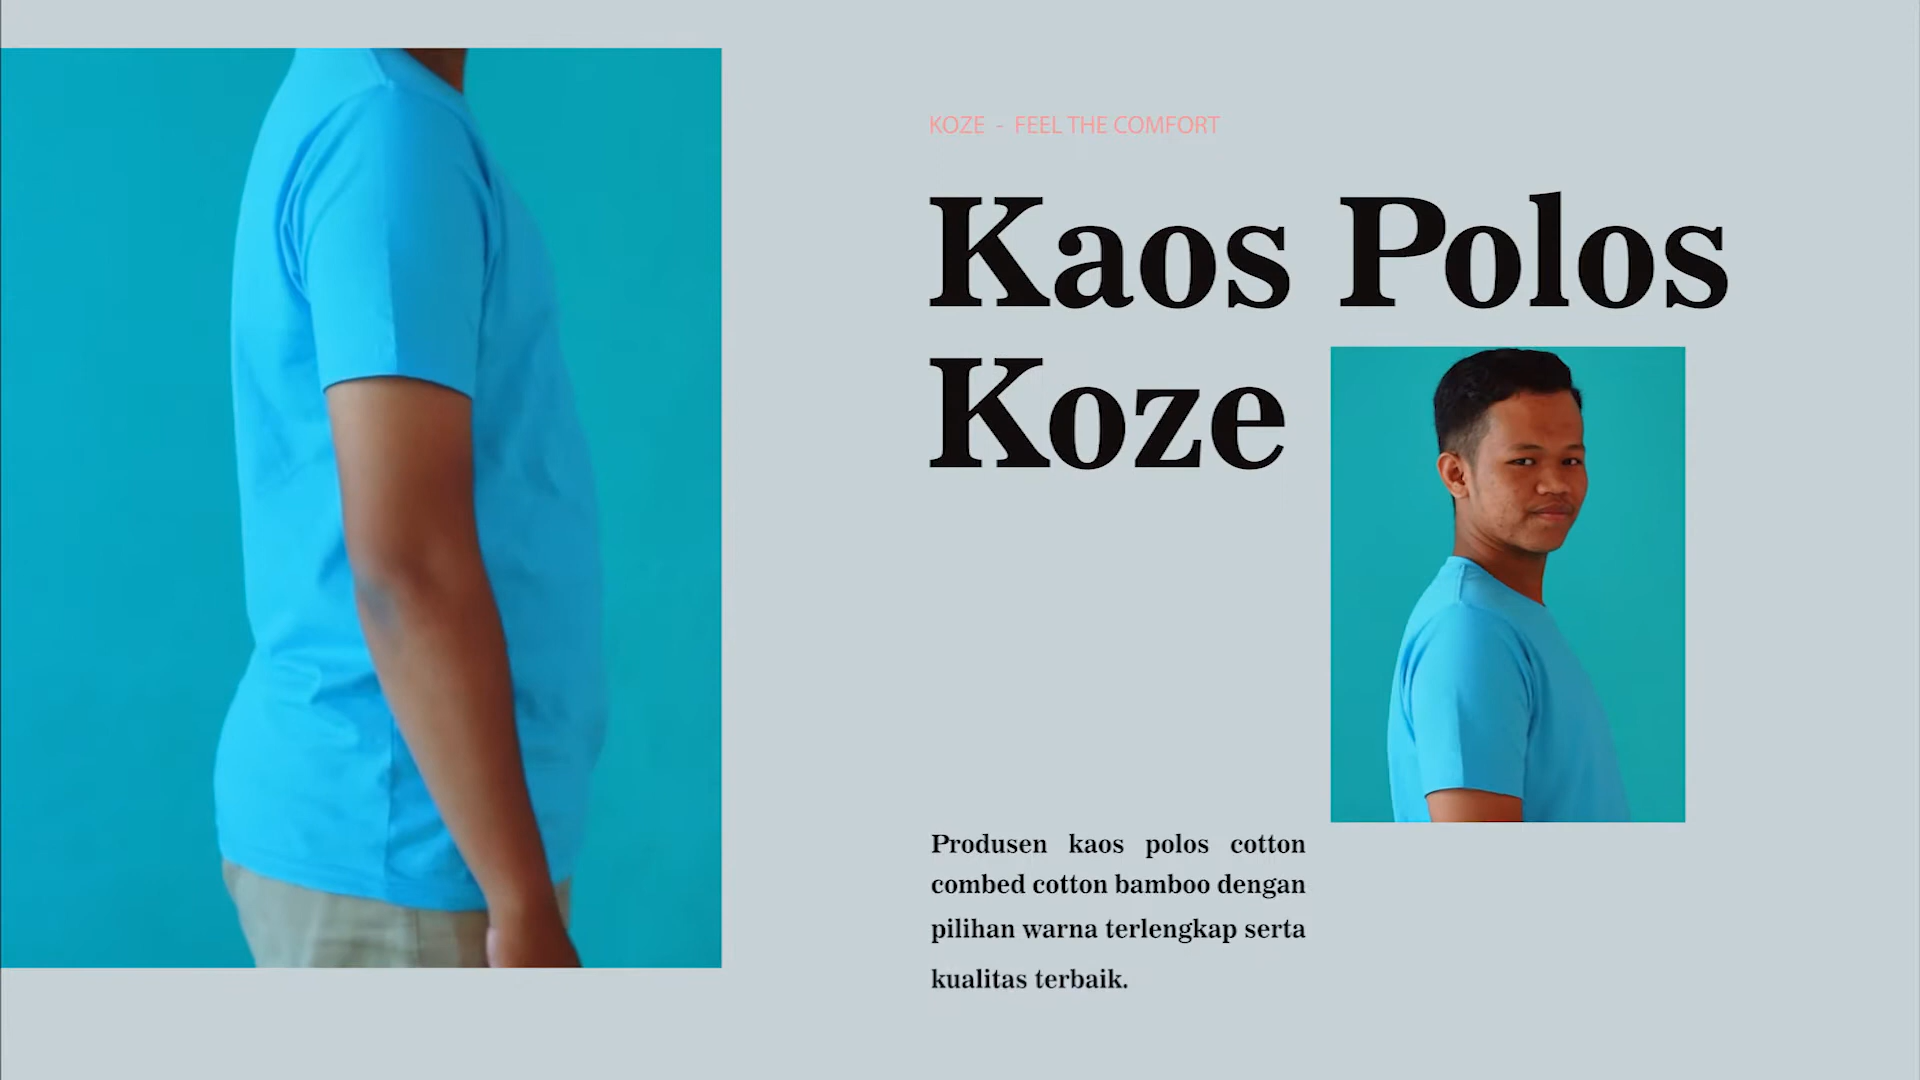 KOZE - FEEL THE COMFORT
Kaos Polos
Koze
Produsen kaos polos cotton
combed cotton bamboo dengan
pilihan warna terlengkap serta
kualitas terbaik.